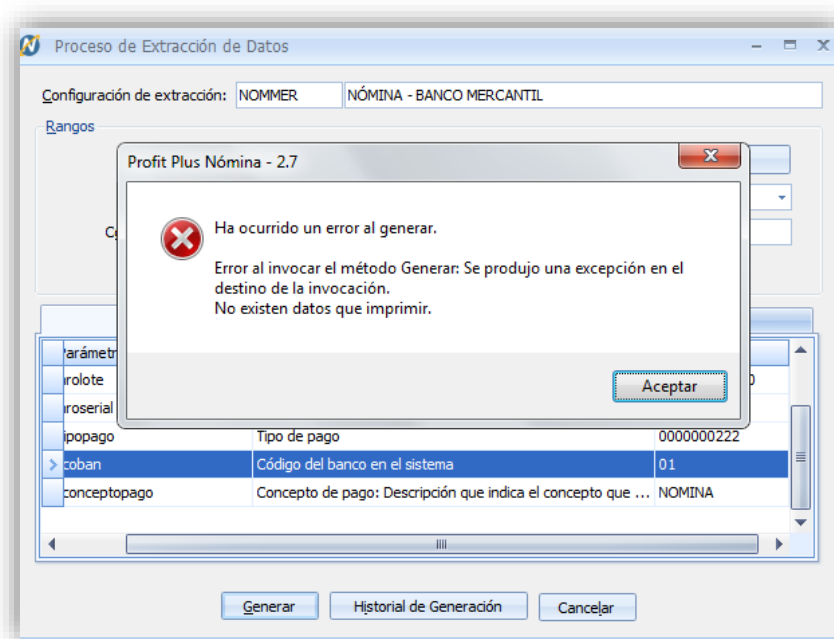 Proceso de Extracción de Datos
Configuración de extracción: NOMMER NÓMINA - BANCO MERCANTIL
Rangos
Profit Plus Nómina - 2.7
Ha ocurrido un error al generar.
Error al invocar el método Generar: Se produjo una excepción en el
destino de la invocación.
No existen datos que imprimir.
Aceptar
Parámet
rolote
roserial
ipopago Tipo de pago 0000000222
coban Código del banco en el sistema 01
conceptopago Concepto de pago: Descripción que indica el concepto que ... NOMINA
Generar Historial de Generación Cancelar